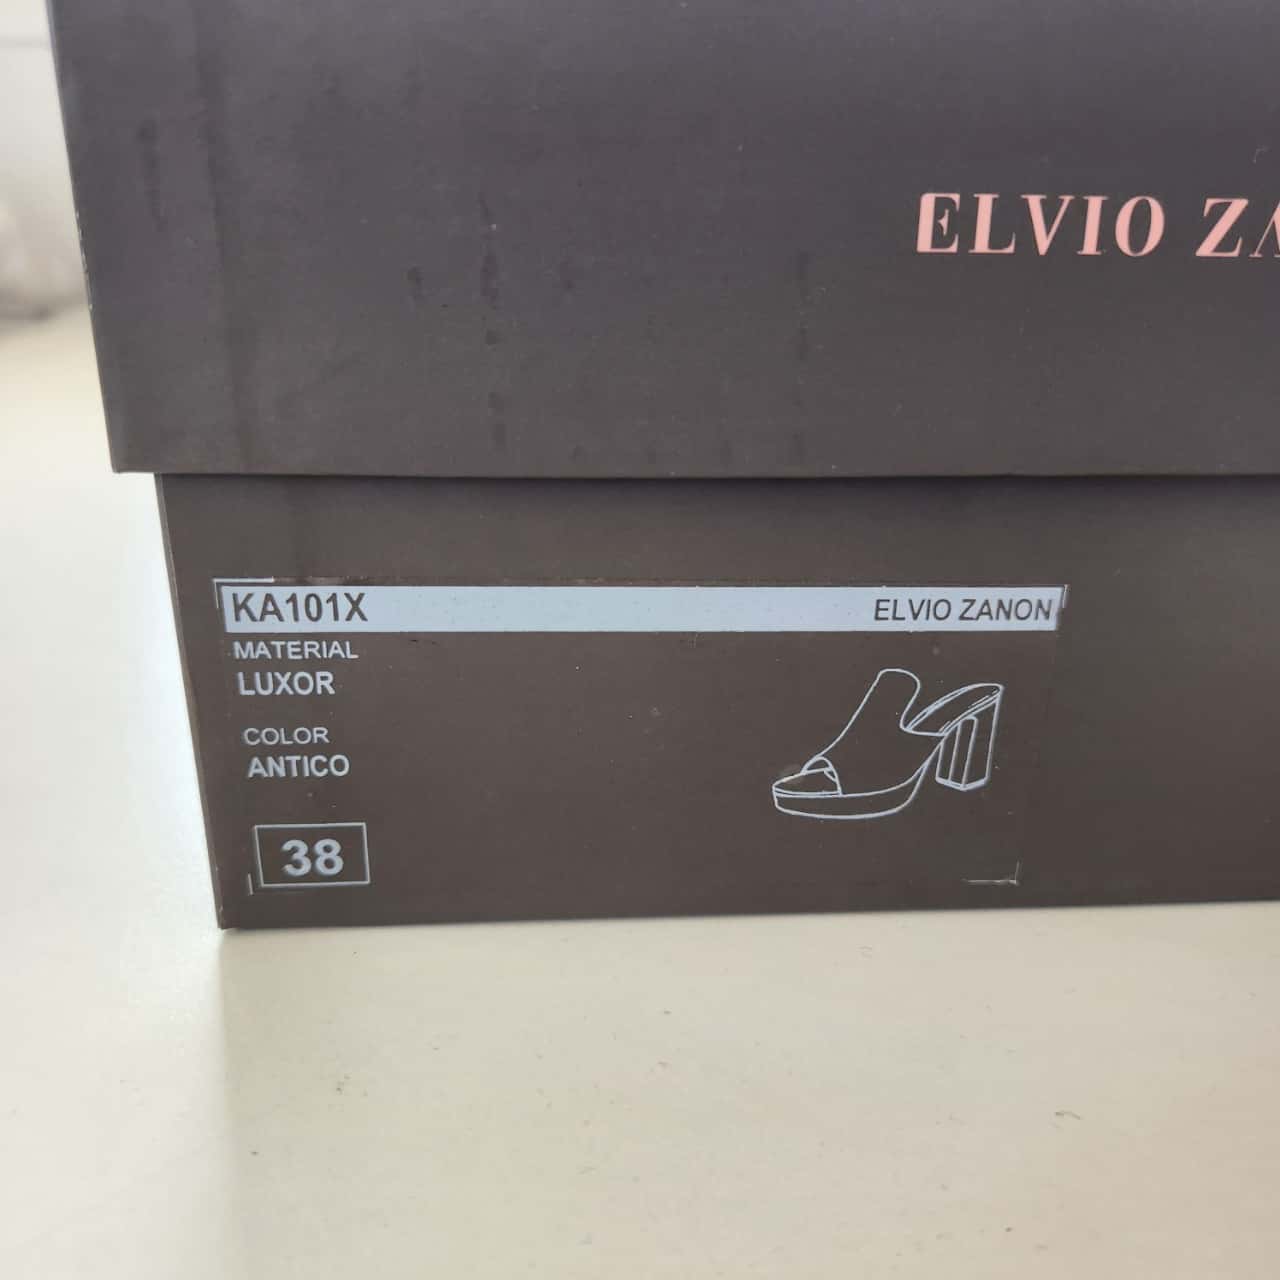 ELVIO ZA
KA101X ELVIO ZANON
MATERIAL
LUXOR
COLOR
ANTICO
38